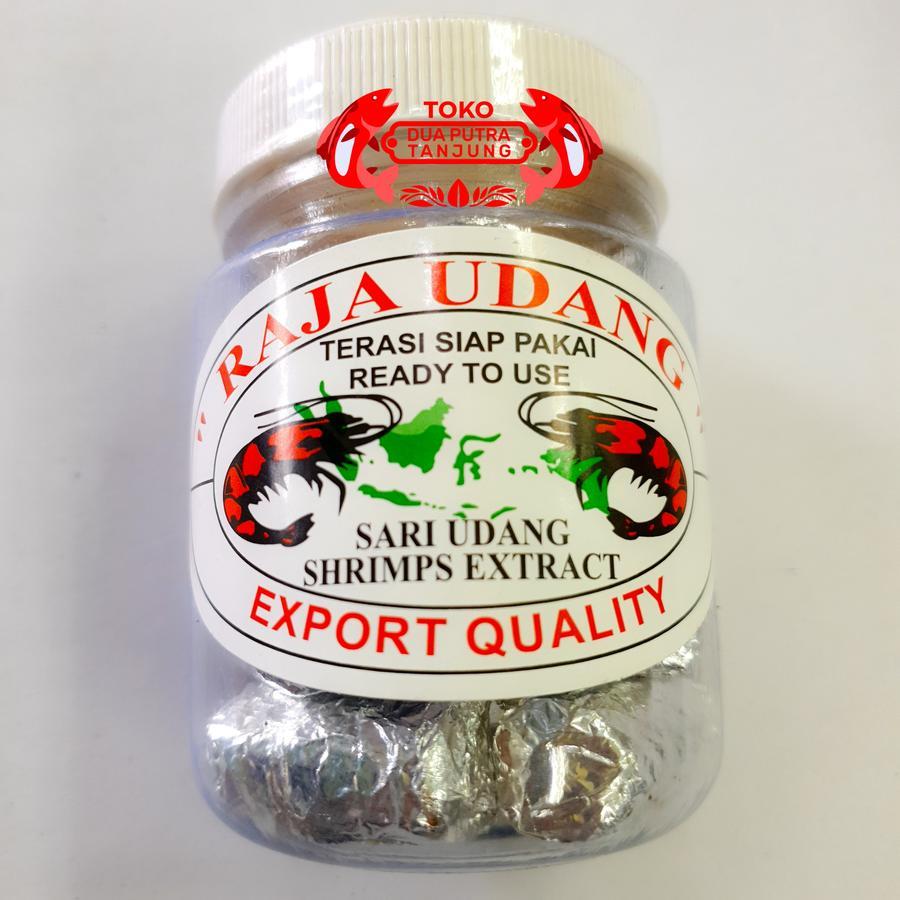 TOKO
DUA PUTRA
TANJUNG
" RAJA UDANG "
TERASI SIAP PAKAI
READY TO USE
SARI UDANG
SHRIMPS EXTRACT
EXPORT QUALITY